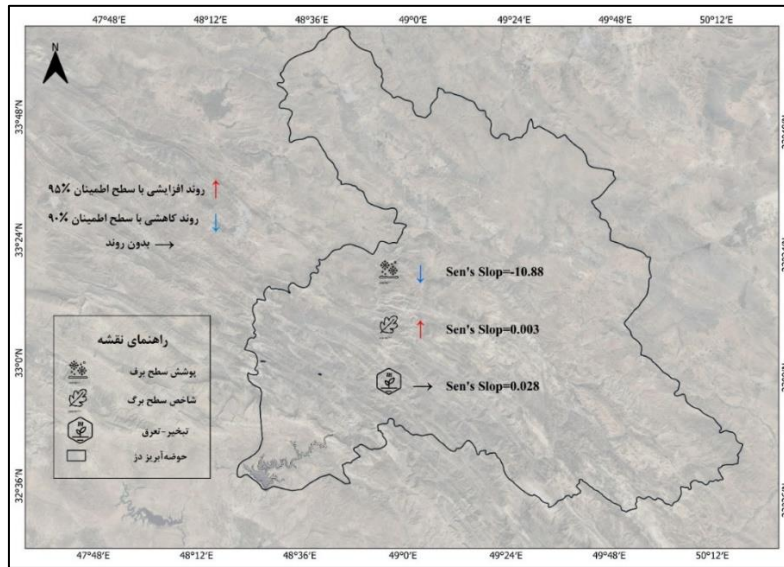 47°48'E 48°12'E 48°36'E 49°0'E 49°24'E 49°48'E 50°12'E
N
33°48'N
33°24'N
33°0'N
32°36'N
روند افزایشی با سطح اطمینان ۹۵%
روند کاهشی با سطح اطمینان ۹۰%
بدون روند
Sen's Slop=-10.88
Sen's Slop=0.003
Sen's Slop=0.028
راهنمای نقشه
پوشش سطح برف
شاخص سطح برگ
تبخیر-تعرق
حوضه‌آبریز دز
47°48'E 48°12'E 48°36'E 49°0'E 49°24'E 49°48'E 50°12'E